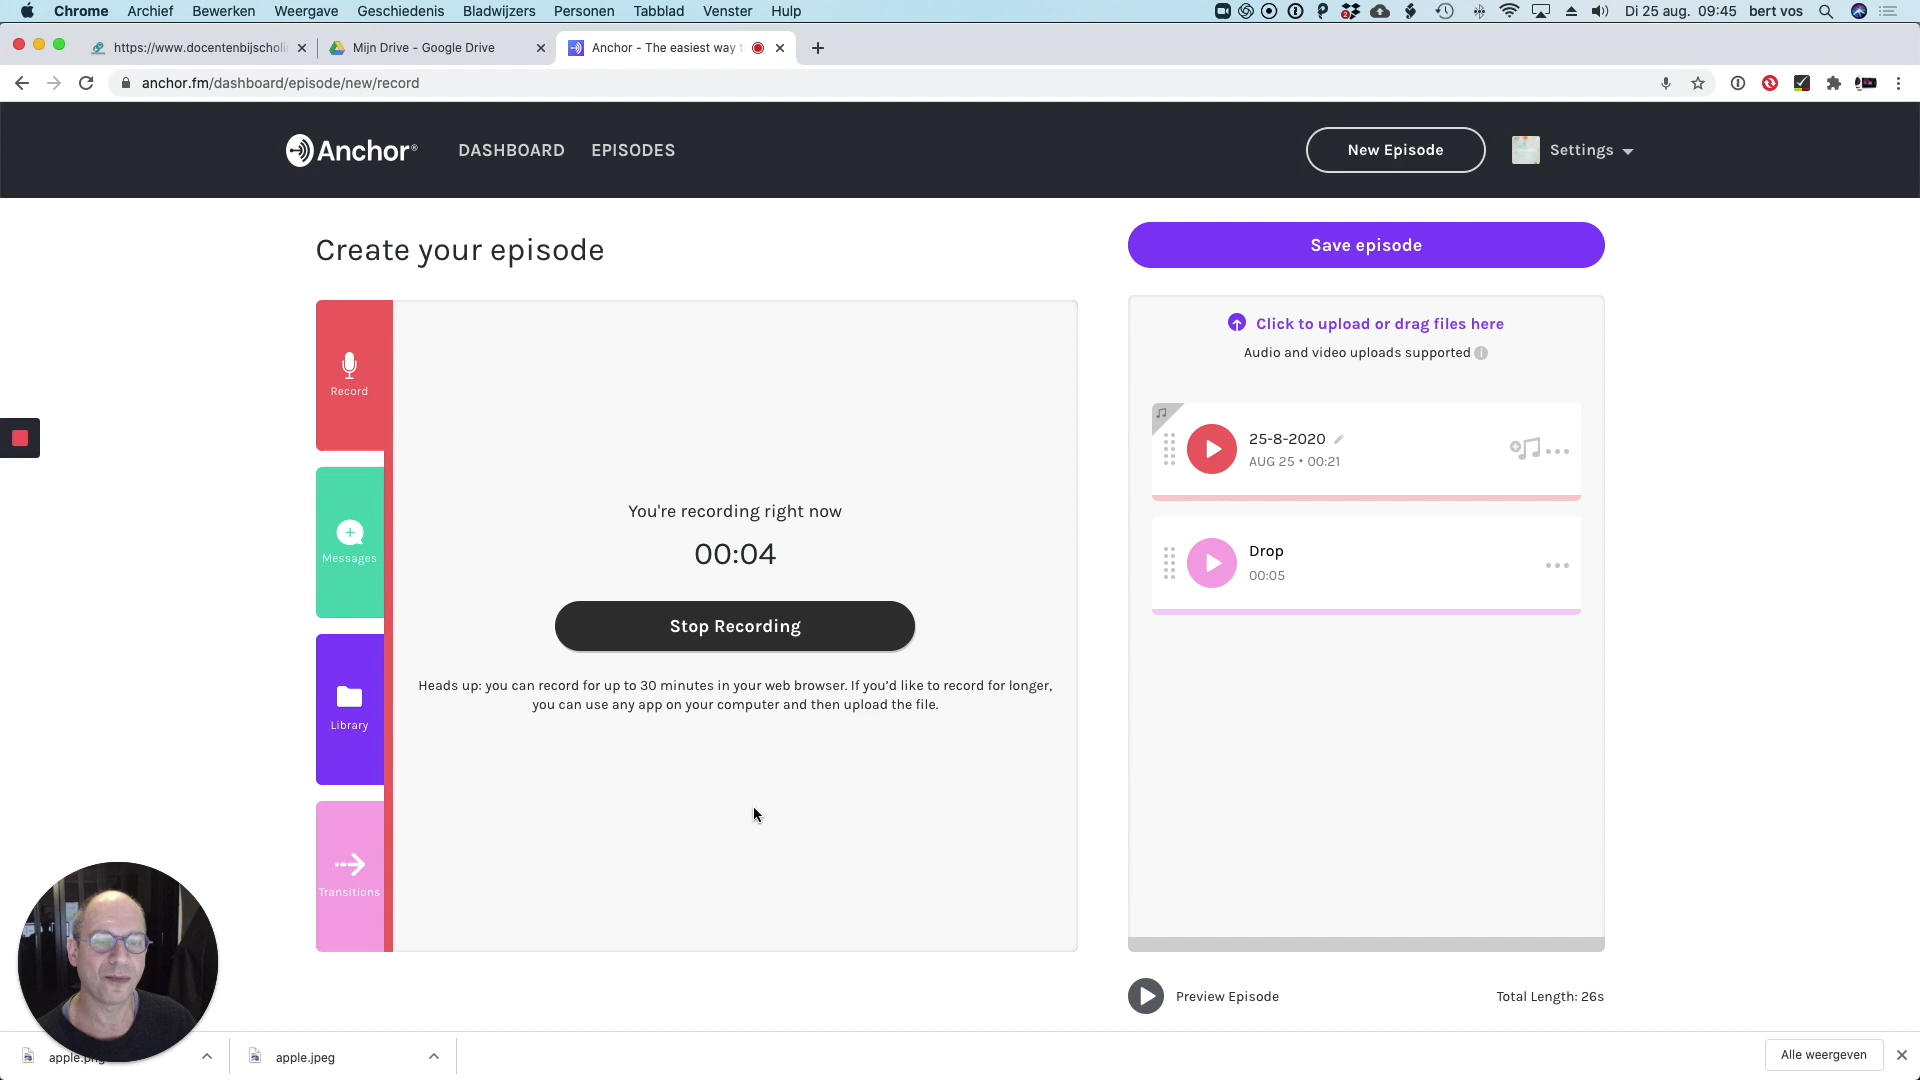 Chrome Archief Bewerken Weergave Geschiedenis Bladwijzers Personen Tabblad Venster Hulp Di 25 aug. 09:45 bert vos
https://www.docentenbijscholi Mijn Drive - Google Drive Anchor - The easiest way t
anchor.fm/dashboard/episode/new/record
Anchor® DASHBOARD EPISODES New Episode Settings
Create your episode
Save episode
Click to upload or drag files here
Audio and video uploads supported
Record
Messages
Library
Transitions
You're recording right now
00:04
Stop Recording
Heads up: you can record for up to 30 minutes in your web browser. If you’d like to record for longer,
you can use any app on your computer and then upload the file.
25-8-2020
AUG 25 • 00:21
Drop
00:05
Preview Episode Total Length: 26s
apple.png apple.jpeg Alle weergeven